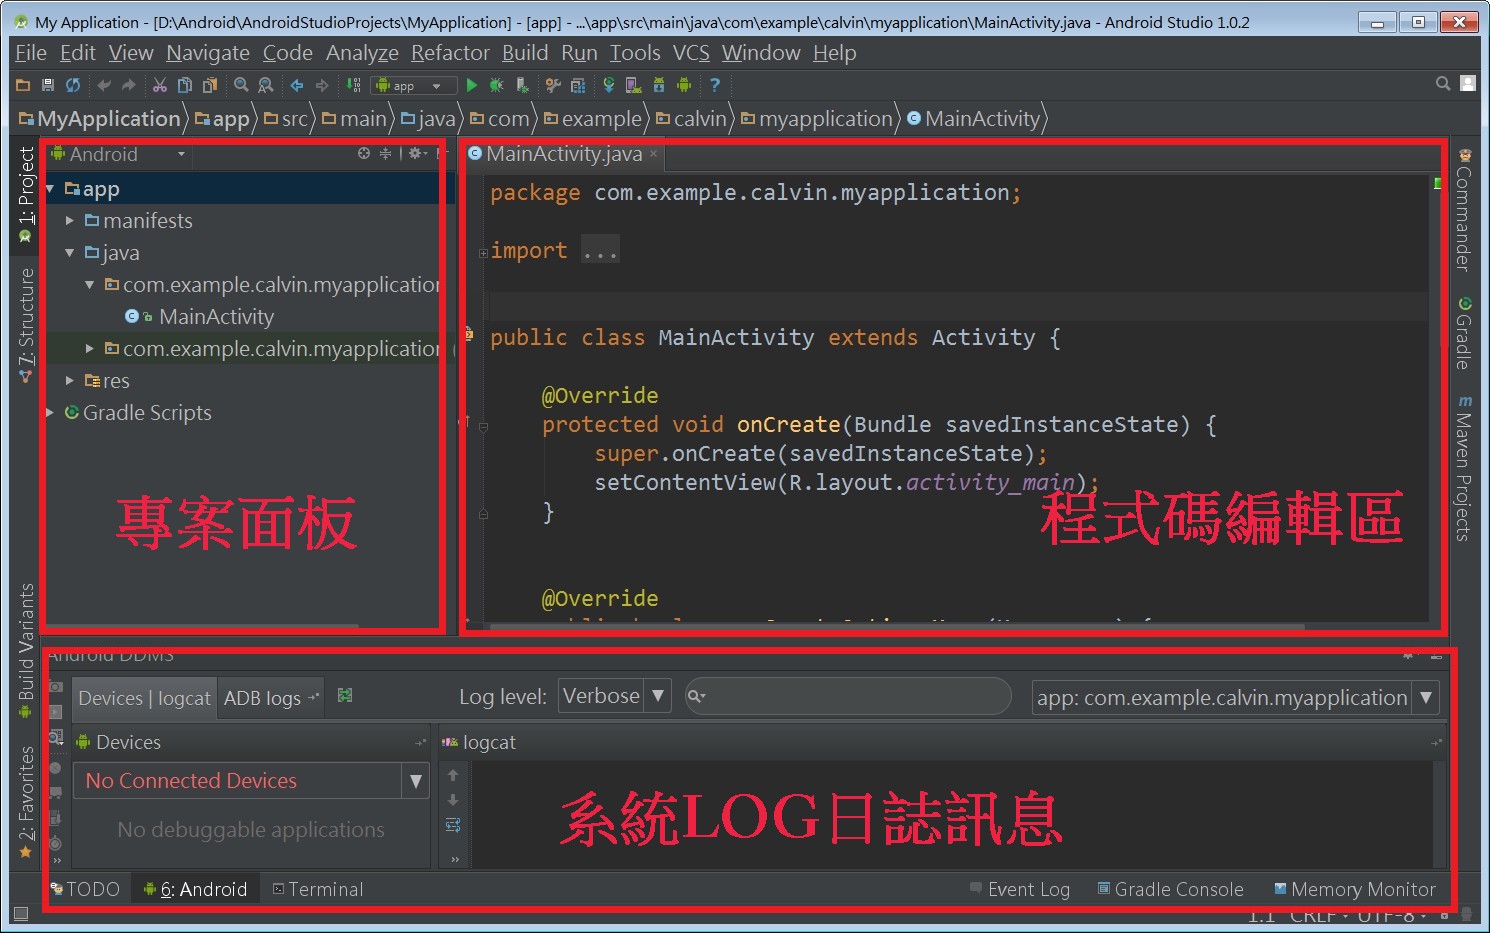 My Application - [D:\Android\AndroidStudioProjects\MyApplication] - [app] - ...\app\src\main\java\com\example\calvin\myapplication\MainActivity.java - Android Studio 1.0.2
File Edit View Navigate Code Analyze Refactor Build Run Tools VCS Window Help
app
MyApplication app src main java com example calvin myapplication MainActivity
1: Project
7: Structure
Build Variants
2: Favorites
Android
app
manifests
java
com.example.calvin.myapplication
MainActivity
com.example.calvin.myapplication
res
Gradle Scripts
專案面板
MainActivity.java
package com.example.calvin.myapplication;
import ...
public class MainActivity extends Activity {
@Override
protected void onCreate(Bundle savedInstanceState) {
super.onCreate(savedInstanceState);
setContentView(R.layout.activity_main);
}
@Override
程式碼編輯區
Commander
Gradle
Maven Projects
Android DDMS
Devices | logcat ADB logs Log level: Verbose app: com.example.calvin.myapplication
Devices
No Connected Devices
No debuggable applications
logcat
系統LOG日誌訊息
TODO 6: Android Terminal Event Log Gradle Console Memory Monitor
1:1 CRLF UTF-8